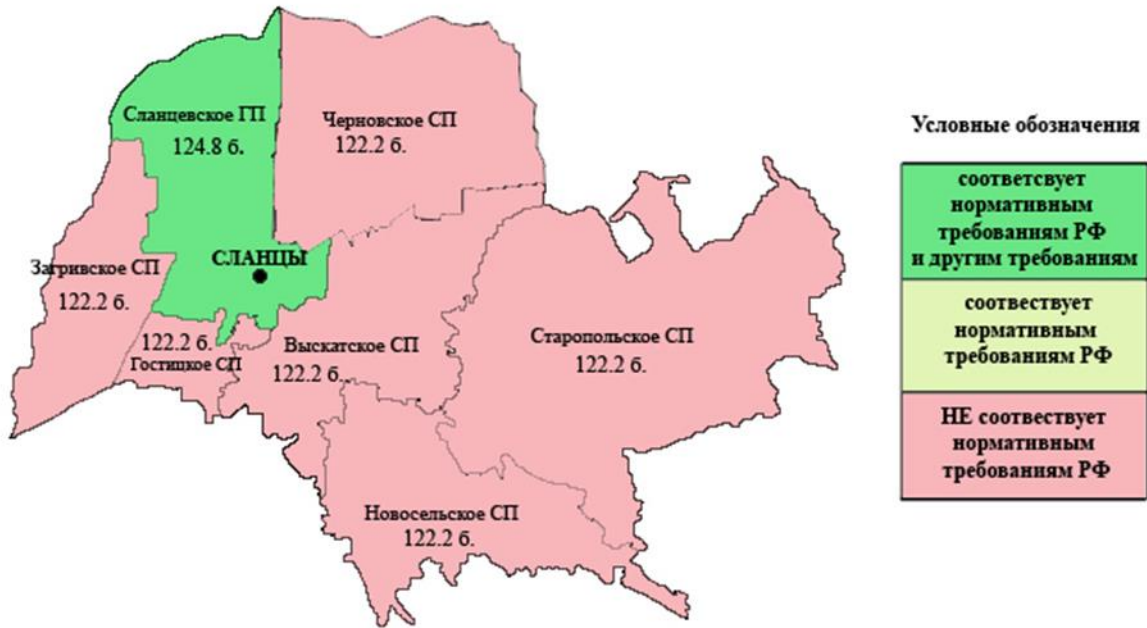 Сланцевское ГП
124.8 б.
Черновское СП
122.2 б.
СЛАНЦЫ
Загривское СП
122.2 б.
122.2 б.
Гостицкое СП
Выскатское СП
122.2 б.
Старопольское СП
122.2 б.
Новосельское СП
122.2 б.
Условные обозначения
соответсвует
нормативным
требованиям РФ
и другим требованиям
соотвествует
нормативным
требованиям РФ
НЕ соотвествует
нормативным
требованиям РФ